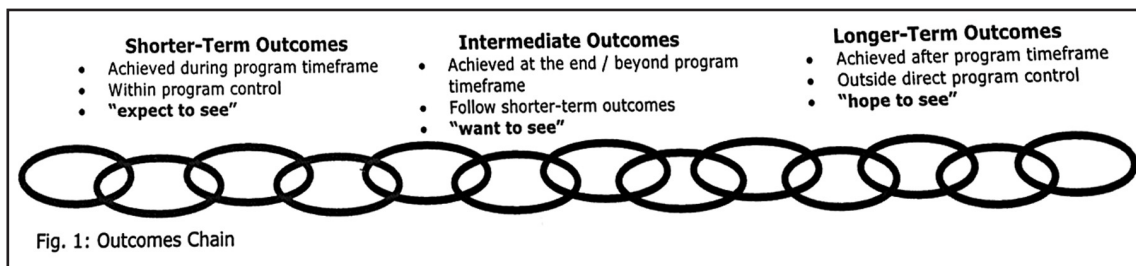 Shorter-Term Outcomes
• Achieved during program timeframe
• Within program control
• "expect to see"
Intermediate Outcomes
• Achieved at the end / beyond program
timeframe
• Follow shorter-term outcomes
• "want to see"
Longer-Term Outcomes
• Achieved after program timeframe
• Outside direct program control
• "hope to see"
Fig. 1: Outcomes Chain